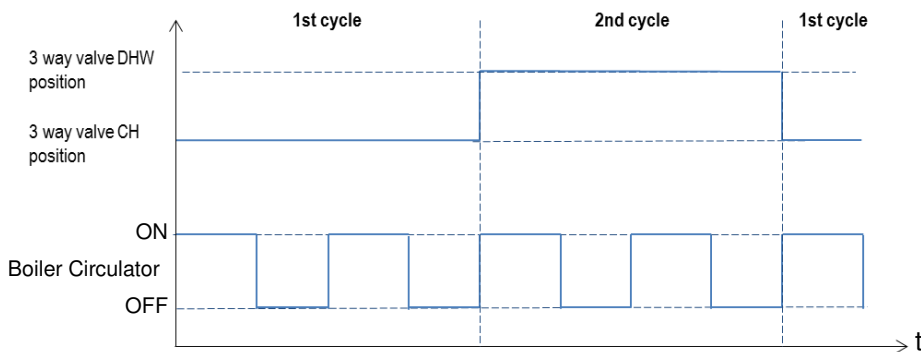 1st cycle
2nd cycle
1st cycle
3 way valve DHW
position
3 way valve CH
position
ON
Boiler Circulator
OFF
t